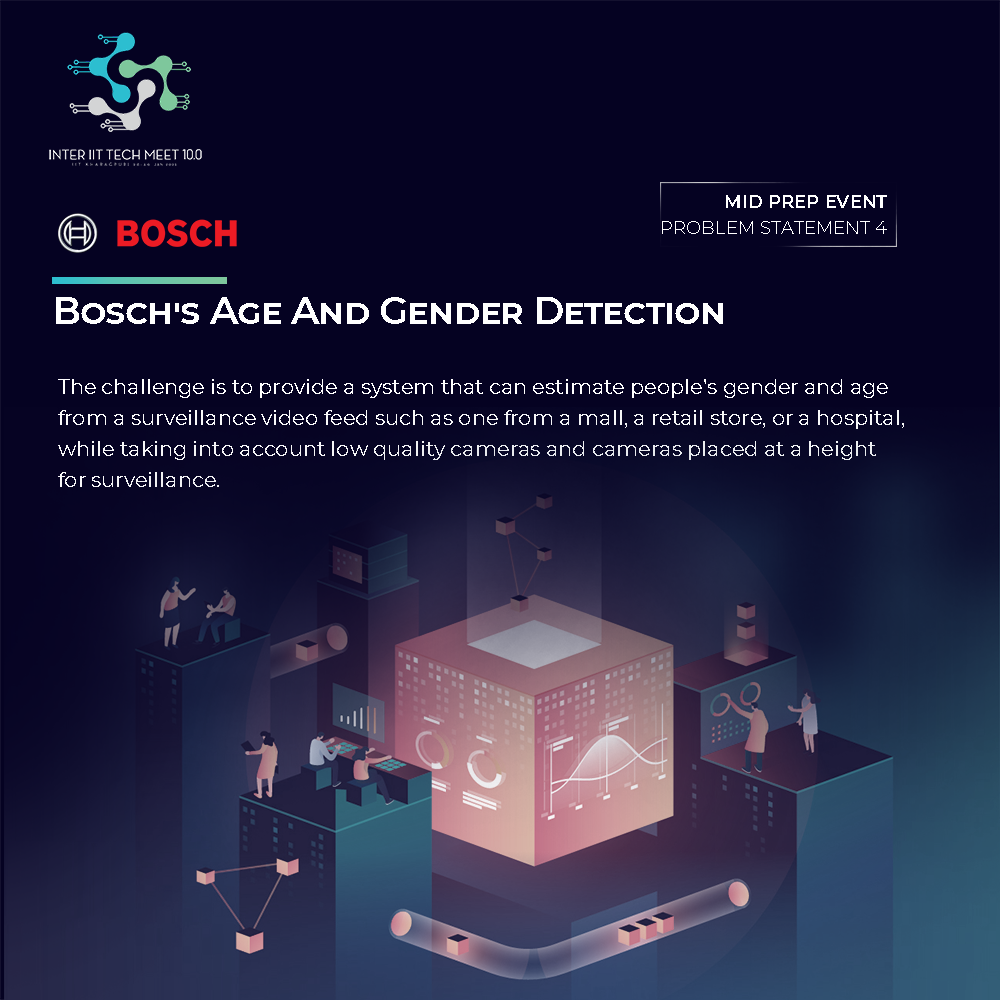 INTER IIT TECH MEET 10.0
BOSCH
MID PREP EVENT
PROBLEM STATEMENT 4
BOSCH'S AGE AND GENDER DETECTION
The challenge is to provide a system that can estimate people's gender and age
from a surveillance video feed such as one from a mall, a retail store, or a hospital,
while taking into account low quality cameras and cameras placed at a height
for surveillance.